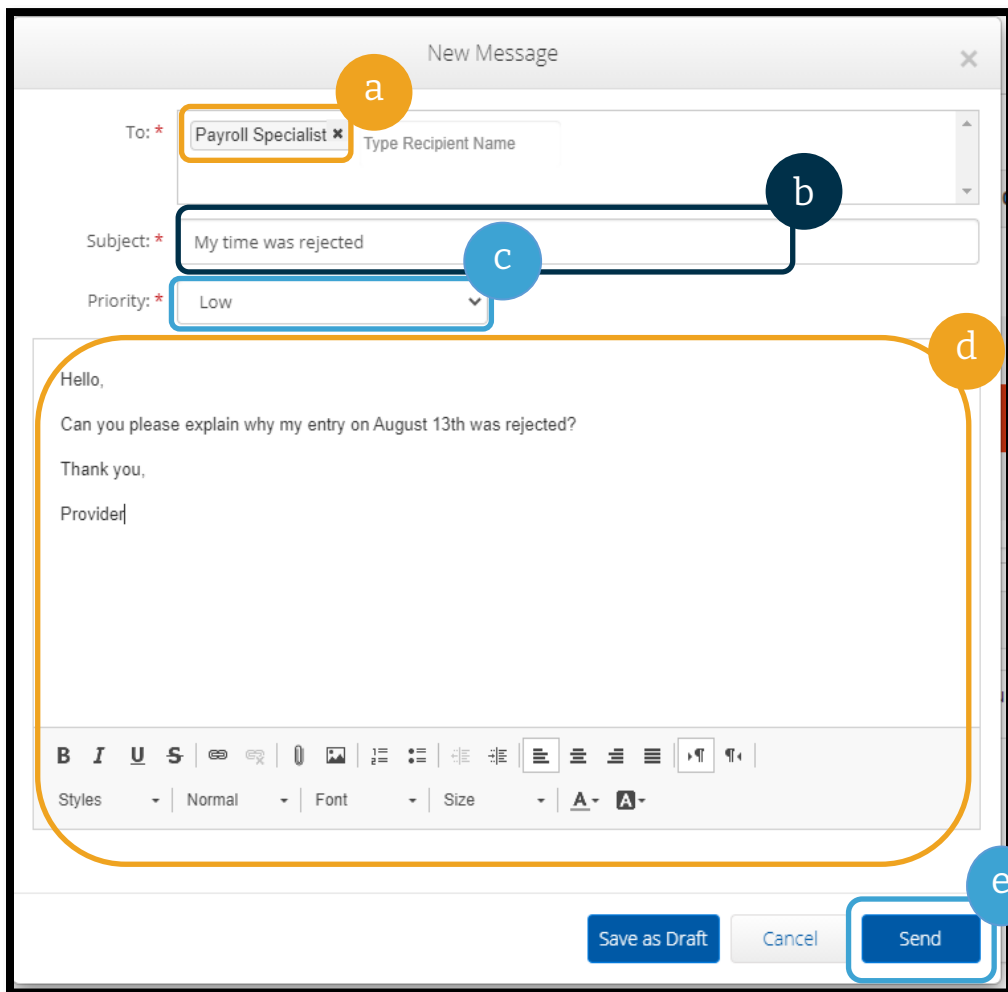 New Message ×
a
To: * Payroll Specialist ✖ Type Recipient Name
b
Subject: * My time was rejected
c
Priority: * Low
d
Hello,
Can you please explain why my entry on August 13th was rejected?
Thank you,
Provider
B I U S
Styles Normal Font Size A A
e
Save as Draft Cancel Send